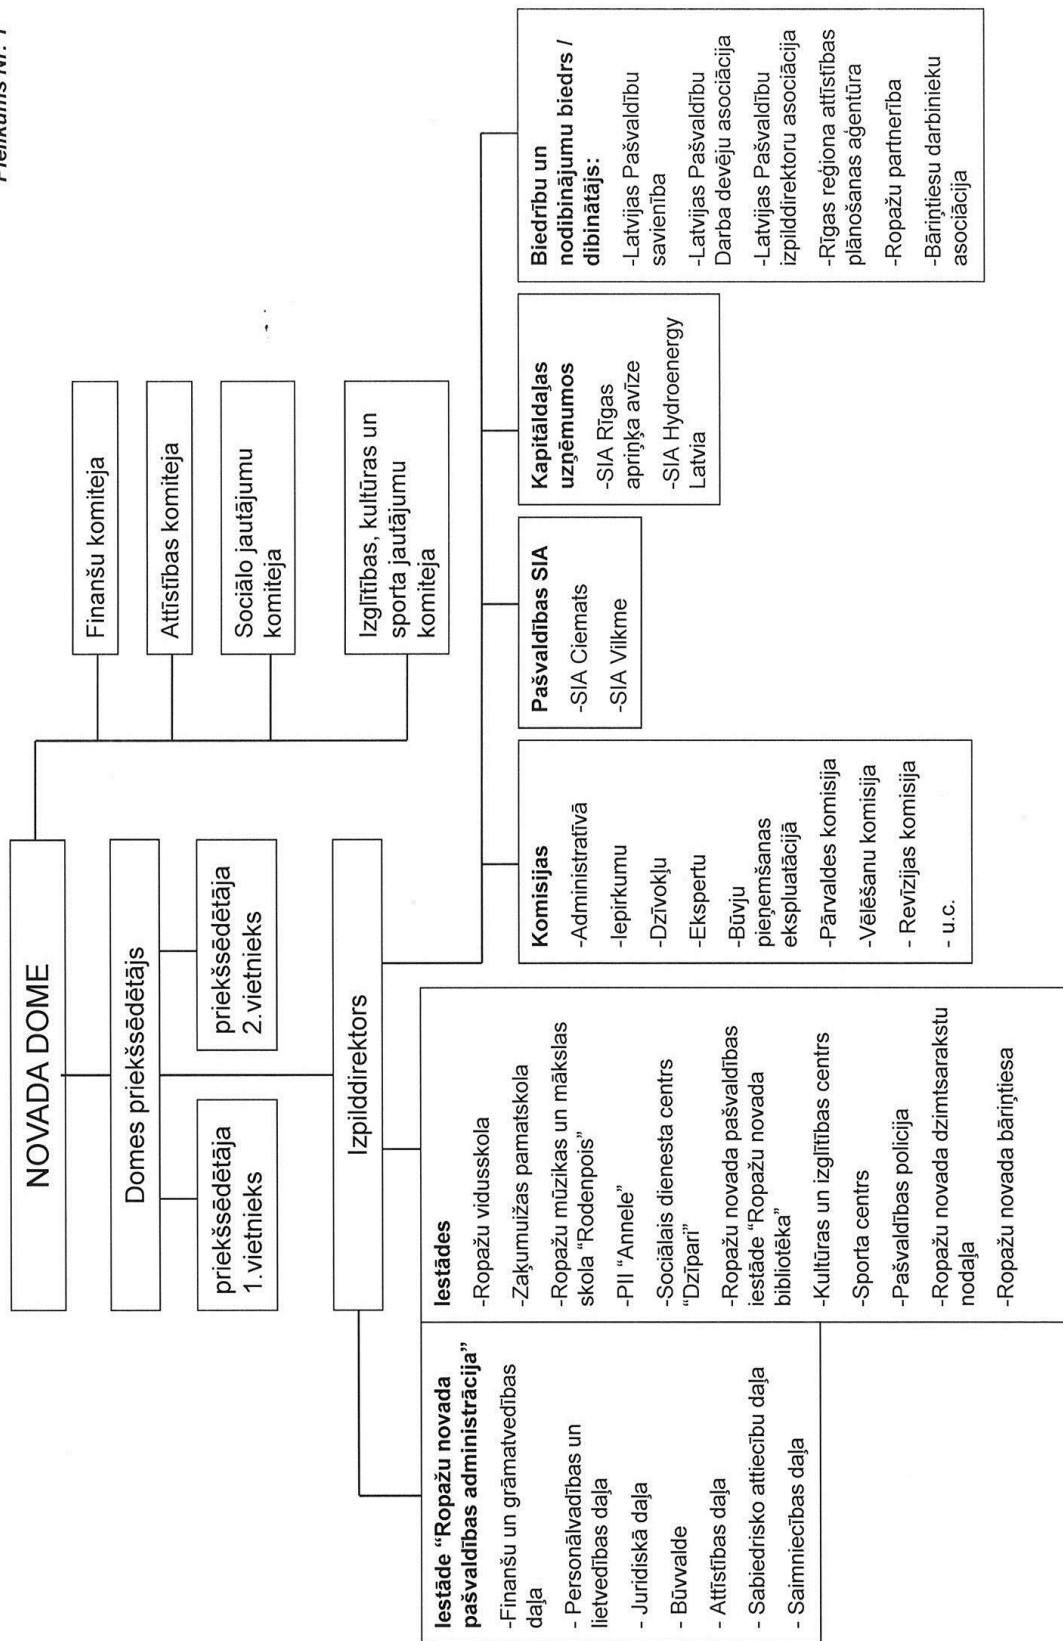 Pielikums Nr. 1
NOVADA DOME
Domes priekšsēdētājs
priekšsēdētāja
1.vietnieks
priekšsēdētāja
2.vietnieks
Izpilddirektors
Finanšu komiteja
Attīstības komiteja
Sociālo jautājumu
komiteja
Izglītības, kultūras un
sporta jautājumu
komiteja
Iestāde “Ropažu novada
pašvaldības administrācija”
-Finanšu un grāmatvedības
daļa
- Personālvadības un
lietvedības daļa
- Juridiskā daļa
- Būvvalde
- Attīstības daļa
- Sabiedrisko attiecību daļa
- Saimniecības daļa
Iestādes
-Ropažu vidusskola
-Zaķumuižas pamatskola
-Ropažu mūzikas un mākslas
skola “Rodenpois”
-PII “Annele”
-Sociālais dienesta centrs
“Dzīpari”
-Ropažu novada pašvaldības
iestāde “Ropažu novada
bibliotēka”
-Kultūras un izglītības centrs
-Sporta centrs
-Pašvaldības policija
-Ropažu novada dzimtsarakstu
nodaļa
-Ropažu novada bāriņtiesa
Komisijas
-Administratīvā
-Iepirkumu
-Dzīvokļu
-Ekspertu
-Būvju
pieņemšanas
ekspluatācijā
-Pārvaldes komisija
-Vēlēšanu komisija
- Revīzijas komisija
- u.c.
Pašvaldības SIA
-SIA Ciemats
-SIA Vilkme
Kapitāldaļas
uzņēmumos
-SIA Rīgas
apriņķa avīze
-SIA Hydroenergy
Latvia
Biedrību un
nodibinājumu biedrs /
dibinātājs:
-Latvijas Pašvaldību
savienība
-Latvijas Pašvaldību
Darba devēju asociācija
-Latvijas Pašvaldību
izpilddirektoru asociācija
-Rīgas reģiona attīstības
plānošanas aģentūra
-Ropažu partnerība
-Bāriņtiesu darbinieku
asociācija